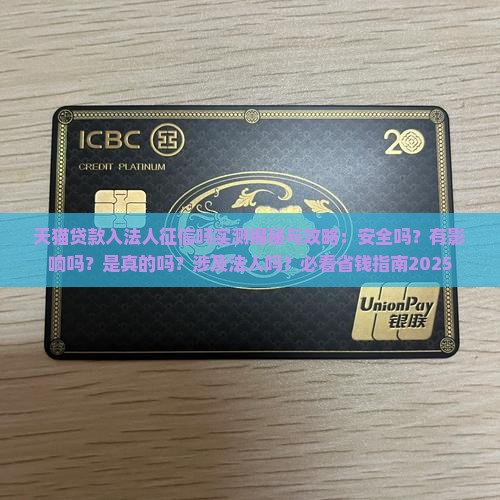 ICBC
20
CREDIT PLATINUM
天猫贷款入法人征信吗实测揭秘与攻略：安全吗？有影
响吗？是真的吗？涉及法人吗？必看省钱指南2025
UnionPay
银联